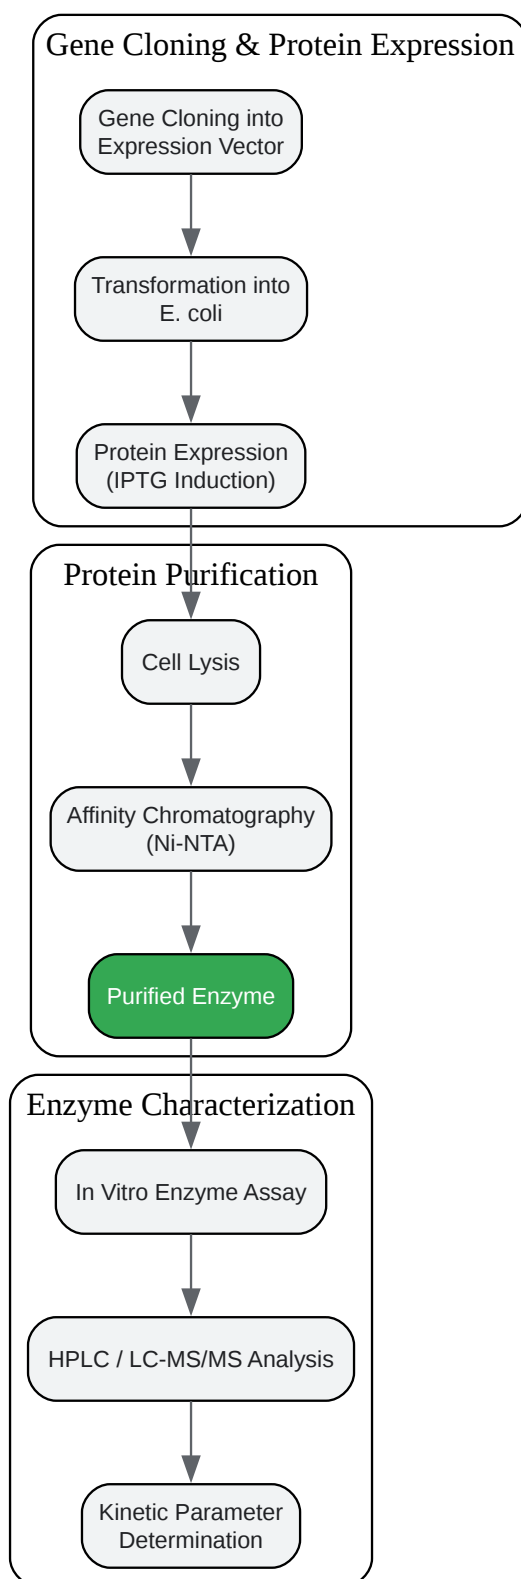 Gene Cloning & Protein Expression
Gene Cloning into
Expression Vector
Transformation into
E. coli
Protein Expression
(IPTG Induction)
Protein Purification
Cell Lysis
Affinity Chromatography
(Ni-NTA)
Purified Enzyme
Enzyme Characterization
In Vitro Enzyme Assay
HPLC / LC-MS/MS Analysis
Kinetic Parameter
Determination